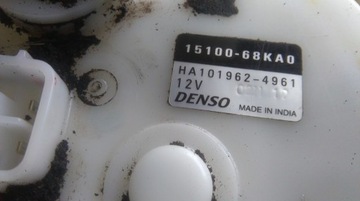 15100-68KA0
HA101962-4961
12V
DENSO MADE IN INDIA